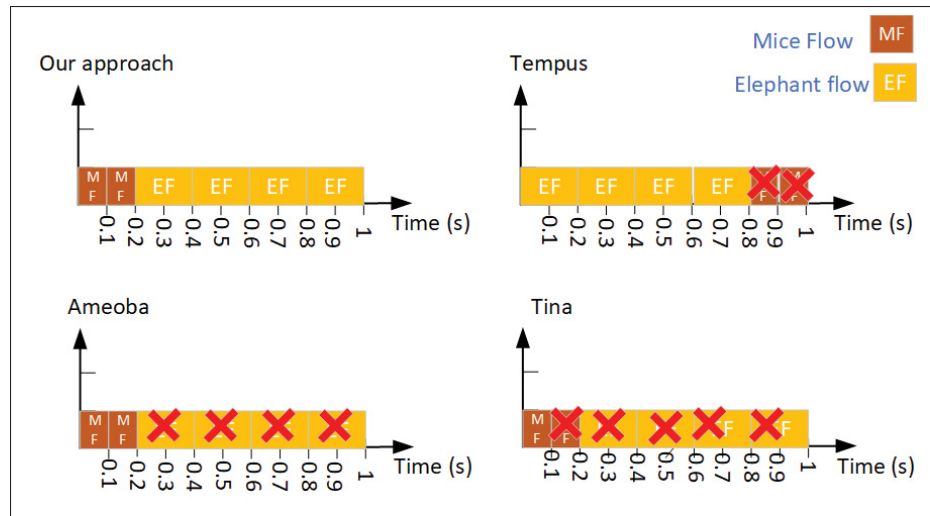 Mice Flow MF
Elephant flow EF
Our approach
M M
F F EF EF EF EF
Time (s)
0.1 0.2 0.3 0.4 0.5 0.6 0.7 0.8 0.9 1
Tempus
EF EF EF EF
F F
Time (s)
0.1 0.2 0.3 0.4 0.5 0.6 0.7 0.8 0.9 1
Ameoba
M M
F F
Time (s)
0.1 0.2 0.3 0.4 0.5 0.6 0.7 0.8 0.9 1
Tina
M
F F
Time (s)
0.1 0.2 0.3 0.4 0.5 0.6 0.7 0.8 0.9 1